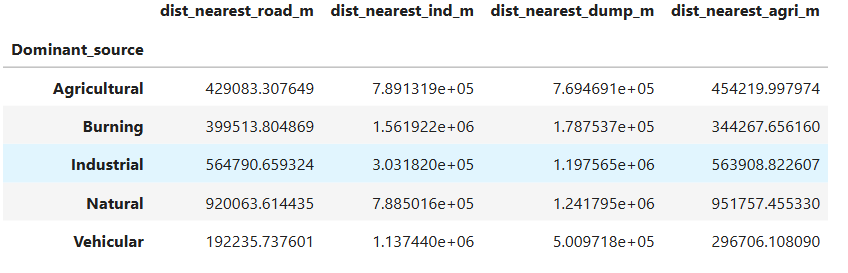 dist_nearest_road_m dist_nearest_ind_m dist_nearest_dump_m dist_nearest_agri_m
Dominant_source
Agricultural 429083.307649 7.891319e+05 7.694691e+05 454219.997974
Burning 399513.804869 1.561922e+06 1.787537e+05 344267.656160
Industrial 564790.659324 3.031820e+05 1.197565e+06 563908.822607
Natural 920063.614435 7.885016e+05 1.241795e+06 951757.455330
Vehicular 192235.737601 1.137440e+06 5.009718e+05 296706.108090